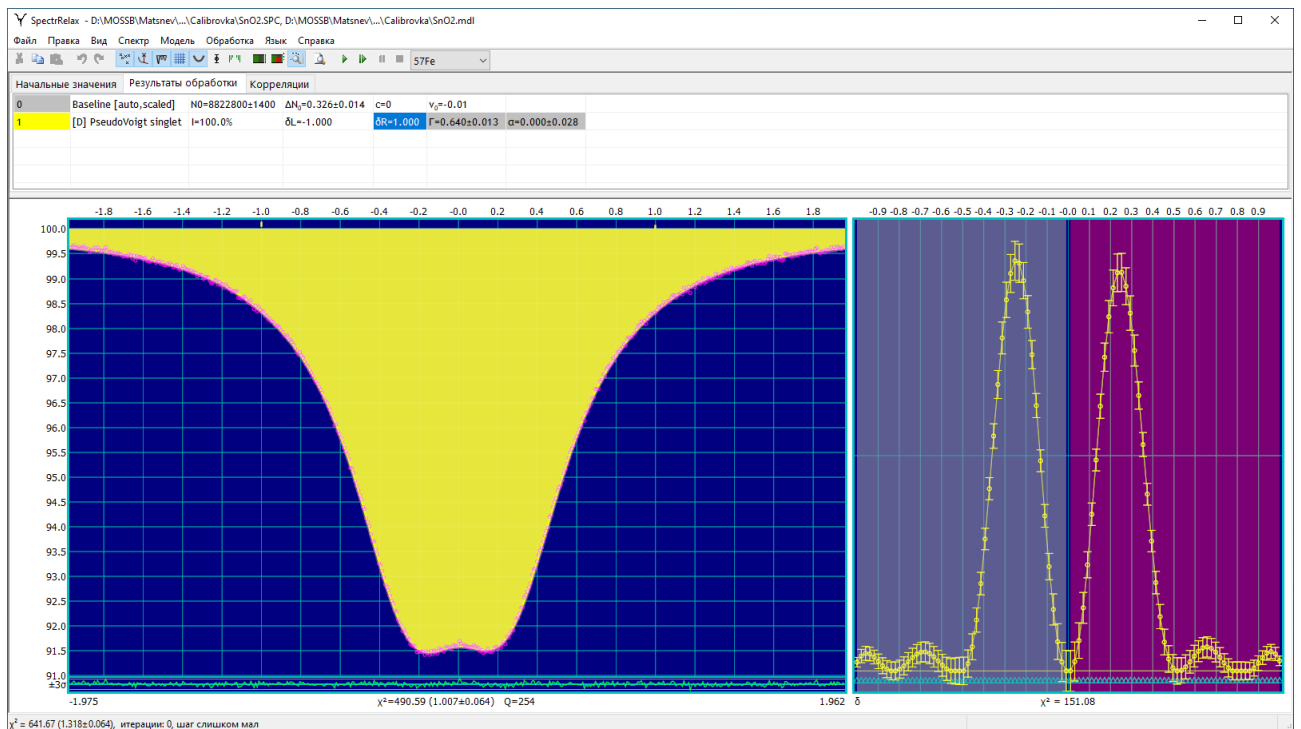 SpectrRelax - D:\MOSSB\Matsnev\...\Calibrovka\SnO2.SPC, D:\MOSSB\Matsnev\...\Calibrovka\SnO2.mdl
Файл Правка Вид Спектр Модель Обработка Язык Справка
57Fe
Начальные значения Результаты обработки Корреляции
0 Baseline [auto,scaled] N0=8822800±1400 ΔN₀=0.326±0.014 c=0 v₀=-0.01
1 [D] PseudoVoigt singlet I=100.0% δL=-1.000 δR=1.000 Γ=0.640±0.013 α=0.000±0.028
-1.8 -1.6 -1.4 -1.2 -1.0 -0.8 -0.6 -0.4 -0.2 -0.0 0.2 0.4 0.6 0.8 1.0 1.2 1.4 1.6 1.8
100.0
99.5
99.0
98.5
98.0
97.5
97.0
96.5
96.0
95.5
95.0
94.5
94.0
93.5
93.0
92.5
92.0
91.5
91.0
±3σ
-1.975 χ²=490.59 (1.007±0.064) Q=254 1.962
-0.9 -0.8 -0.7 -0.6 -0.5 -0.4 -0.3 -0.2 -0.1 -0.0 0.1 0.2 0.3 0.4 0.5 0.6 0.7 0.8 0.9
δ χ² = 151.08
χ² = 641.67 (1.318±0.064), итерации: 0, шаг слишком мал